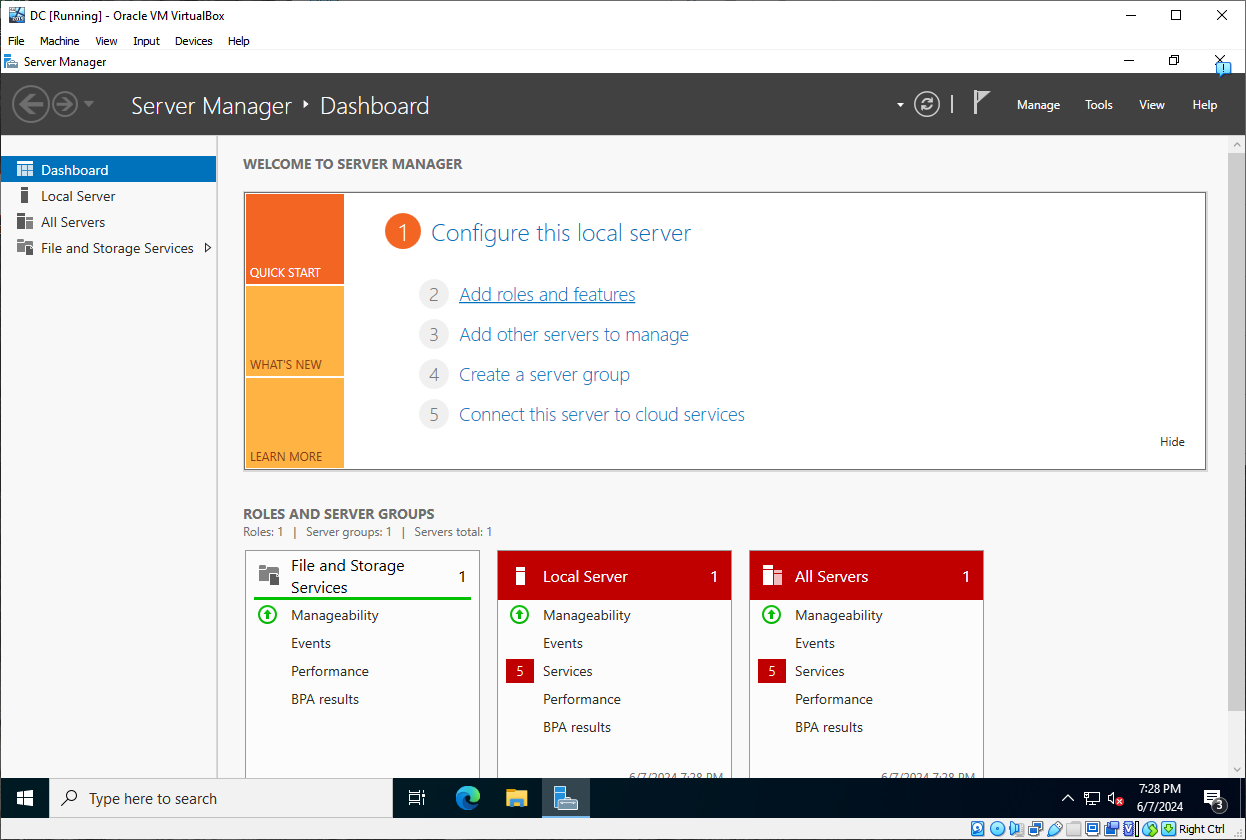 DC [Running] - Oracle VM VirtualBox
File Machine View Input Devices Help
Server Manager
Server Manager Dashboard
Manage Tools View Help
Dashboard
Local Server
All Servers
File and Storage Services
WELCOME TO SERVER MANAGER
QUICK START
WHAT'S NEW
LEARN MORE
1 Configure this local server
2 Add roles and features
3 Add other servers to manage
4 Create a server group
5 Connect this server to cloud services
Hide
ROLES AND SERVER GROUPS
Roles: 1 | Server groups: 1 | Servers total: 1
File and Storage
Services
1
Manageability
Events
Performance
BPA results
Local Server 1
Manageability
Events
5 Services
Performance
BPA results
6/7/2024 7:28 PM
All Servers 1
Manageability
Events
5 Services
Performance
BPA results
6/7/2024 7:28 PM
Type here to search
7:28 PM
6/7/2024
3
Right Ctrl